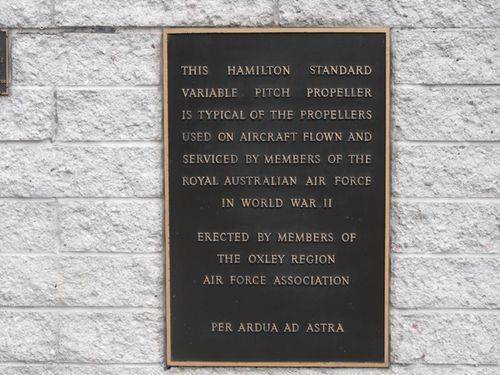 THIS HAMILTON STANDARD
VARIABLE PITCH PROPELLER
IS TYPICAL OF THE PROPELLERS
USED ON AIRCRAFT FLOWN AND
SERVICED BY MEMBERS OF THE
ROYAL AUSTRALIAN AIR FORCE
IN WORLD WAR II
ERECTED BY MEMBERS OF
THE OXLEY REGION
AIR FORCE ASSOCIATION
PER ARDUA AD ASTRA